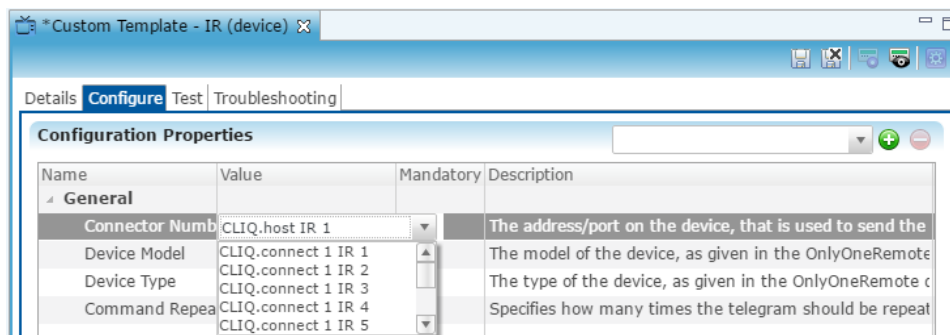 *Custom Template - IR (device)
Details Configure Test Troubleshooting
Configuration Properties
Name Value Mandatory Description
General
Connector Numb CLIQ.host IR 1 The address/port on the device, that is used to send the
Device Model CLIQ.connect 1 IR 1 The model of the device, as given in the OnlyOneRemote
CLIQ.connect 1 IR 2
Device Type CLIQ.connect 1 IR 3 The type of the device, as given in the OnlyOneRemote
Command Repea CLIQ.connect 1 IR 4 Specifies how many times the telegram should be repeat
CLIQ.connect 1 IR 5